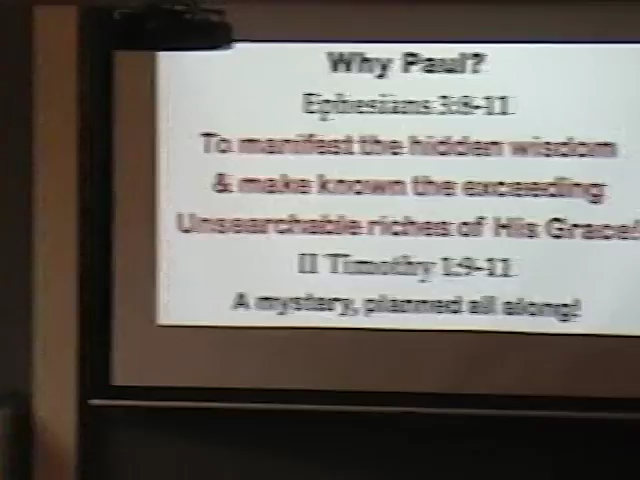 Why Paul?
Ephesians 3:8-11
To manifest the hidden wisdom
& make known the exceeding
Unsearchable riches of His Grace!
II Timothy 1:9-11
A mystery, planned all along!